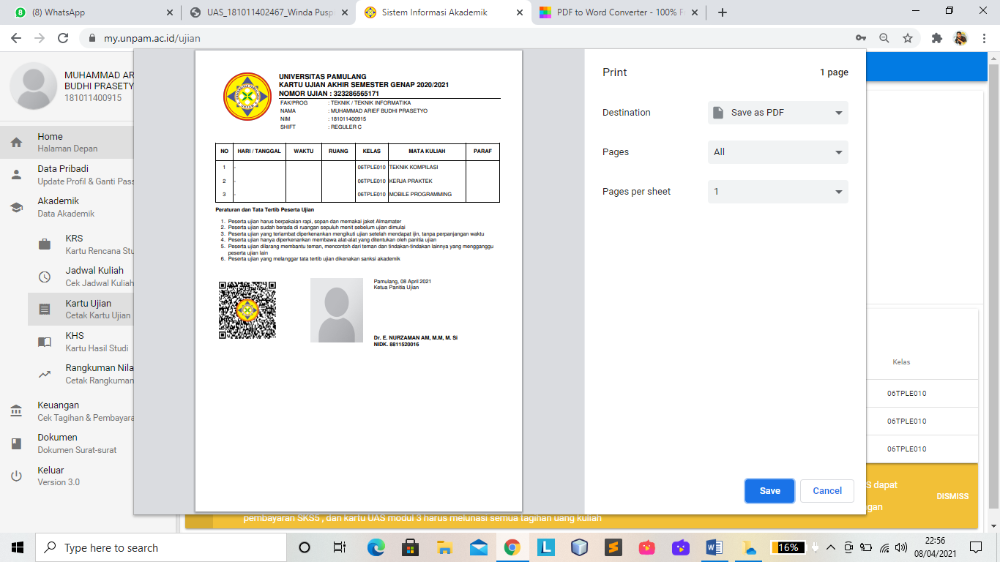 (8) WhatsApp
UAS_181011402467_Winda Pusp
Sistem Informasi Akademik
PDF to Word Converter - 100% F
my.unpam.ac.id/ujian
MUHAMMAD AR
BUDHI PRASETY
181011400915
Home
Halaman Depan
Data Pribadi
Update Profil & Ganti Pass
Akademik
Data Akademik
KRS
Kartu Rencana Stu
Jadwal Kuliah
Cek Jadwal Kuliah
Kartu Ujian
Cetak Kartu Ujian
KHS
Kartu Hasil Studi
Rangkuman Nila
Cetak Rangkuman
Keuangan
Cek Tagihan & Pembayara
Dokumen
Dokumen Surat-surat
Keluar
Version 3.0
UNIVERSITAS PAMULANG
KARTU UJIAN AKHIR SEMESTER GENAP 2020/2021
NOMOR UJIAN : 323286565171
FAK/PROG : TEKNIK / TEKNIK INFORMATIKA
NAMA : MUHAMMAD ARIEF BUDHI PRASETYO
NIM : 181011400915
SHIFT : REGULER C
NO HARI / TANGGAL WAKTU RUANG KELAS MATA KULIAH PARAF
1 - 06TPLE010 TEKNIK KOMPILASI
2 - 06TPLE010 KERJA PRAKTEK
3 - 06TPLE010 MOBILE PROGRAMMING
Peraturan dan Tata Tertib Peserta Ujian
1. Peserta ujian harus berpakaian rapi, sopan dan memakai jaket Almamater
2. Peserta ujian sudah berada di ruangan sepuluh menit sebelum ujian dimulai
3. Peserta ujian yang terlambat diperkenankan mengikuti ujian setelah mendapat ijin, tanpa perpanjangan waktu
4. Peserta ujian hanya diperkenankan membawa alat-alat yang ditentukan oleh panitia ujian
5. Peserta ujian dilarang membantu teman, mencontoh dari teman dan tindakan-tindakan lainnya yang mengganggu
peserta ujian lain
6. Peserta ujian yang melanggar tata tertib ujian dikenakan sanksi akademik
Pamulang, 08 April 2021
Ketua Panitia Ujian
Dr. E. NURZAMAN AM, M.M, M. Si
NIDK. 8811520016
Print 1 page
Destination Save as PDF
Pages All
Pages per sheet 1
Save Cancel
Kelas
06TPLE010
06TPLE010
06TPLE010
S dapat
gan
DISMISS
pembayaran SKS5 , dan kartu UAS modul 3 harus melunasi semua tagihan uang kuliah
Type here to search
16%
22:56
08/04/2021